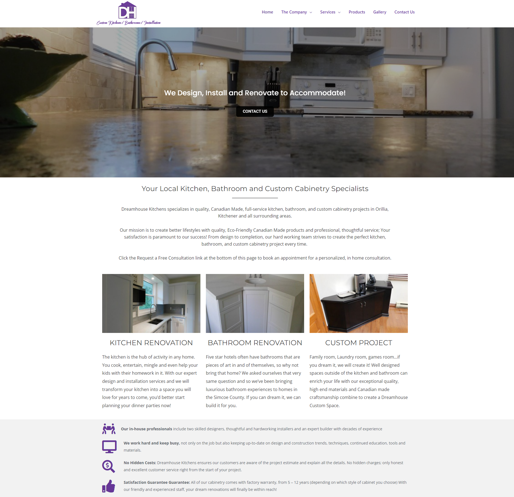 DH
Custom Kitchens | Bathrooms | Installations
Home
The Company
Services
Products
Gallery
Contact Us
We Design, Install and Renovate to Accommodate!
CONTACT US
Your Local Kitchen, Bathroom and Custom Cabinetry Specialists
Dreamhouse Kitchens specializes in quality, Canadian Made, full-service kitchen, bathroom, and custom cabinetry projects in Orillia,
Kitchener and all surrounding areas.
Our mission is to create better lifestyles with quality, Eco-Friendly Canadian Made products and professional, thoughtful service; Your
satisfaction is paramount to our success! From design to completion, our hard working team strives to create the perfect kitchen,
bathroom, and custom cabinetry project every time.
Click the Request a Free Consultation link at the bottom of this page to book an appointment for a personalized, in home consultation.
KITCHEN RENOVATION
The kitchen is the hub of activity in any home.
You cook, entertain, mingle and even help your
kids with their homework in it. With our expert
design and installation services and we will
transform your kitchen into a space you will
love for years to come, you'll better start
planning your dinner parties now!
BATHROOM RENOVATION
Five star hotels often have bathrooms that are
pieces of art in and of themselves, so why not
bring that home? We asked ourselves that very
same question and so we've been bringing
luxurious bathroom experiences to homes in
the Simcoe County. If you can dream it, we can
build it for you.
CUSTOM PROJECT
Family room, Laundry room, games room...if
you dream it, we will create it! Well designed
spaces outside of the kitchen and bathroom can
enrich your life with our exceptional quality,
high end materials and Canadian made
craftsmanship combine to create a Dreamhouse
Custom Space.
Our in-house professionals include two skilled designers, thoughtful and hardworking installers and an expert builder with decades of experience.
We work hard and keep busy, not only on the job but also keeping up-to-date on design and construction trends, techniques, continued education, tools and
materials.
No Hidden Costs: Dreamhouse Kitchens ensures our customers are aware of the project estimate and explain all the details. No hidden charges; only honest
and excellent customer service right from the start of your project.
Satisfaction Guarantee Guarantee: All of our cabinetry comes with factory warranty, from 5 – 12 years (depending on which style of cabinet you choose) With
our friendly and experienced staff, your dream renovations will finally be within reach!